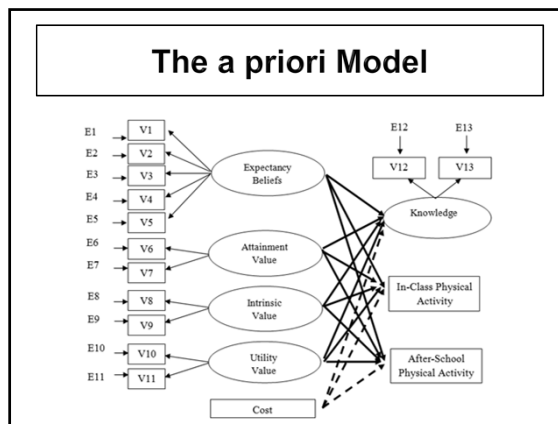 The a priori Model
E1
V1
E2
V2
E3
V3
E4
V4
E5
V5
E6
V6
E7
V7
E8
V8
E9
V9
E10
V10
E11
V11
Expectancy
Beliefs
Attainment
Value
Intrinsic
Value
Utility
Value
Cost
E12
E13
V12
V13
Knowledge
In-Class Physical
Activity
After-School
Physical Activity